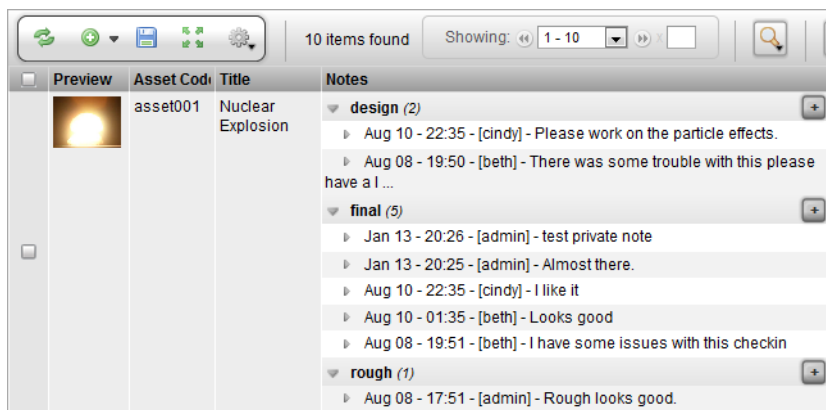 10 items found
Showing: 1 - 10 x
Preview Asset Code Title Notes
asset001
Nuclear
Explosion
design (2)
Aug 10 - 22:35 - [cindy] - Please work on the particle effects.
Aug 08 - 19:50 - [beth] - There was some trouble with this please
have a l ...
final (5)
Jan 13 - 20:26 - [admin] - test private note
Jan 13 - 20:25 - [admin] - Almost there.
Aug 10 - 22:35 - [cindy] - I like it
Aug 10 - 01:35 - [beth] - Looks good
Aug 08 - 19:51 - [beth] - I have some issues with this checkin
rough (1)
Aug 08 - 17:51 - [admin] - Rough looks good.